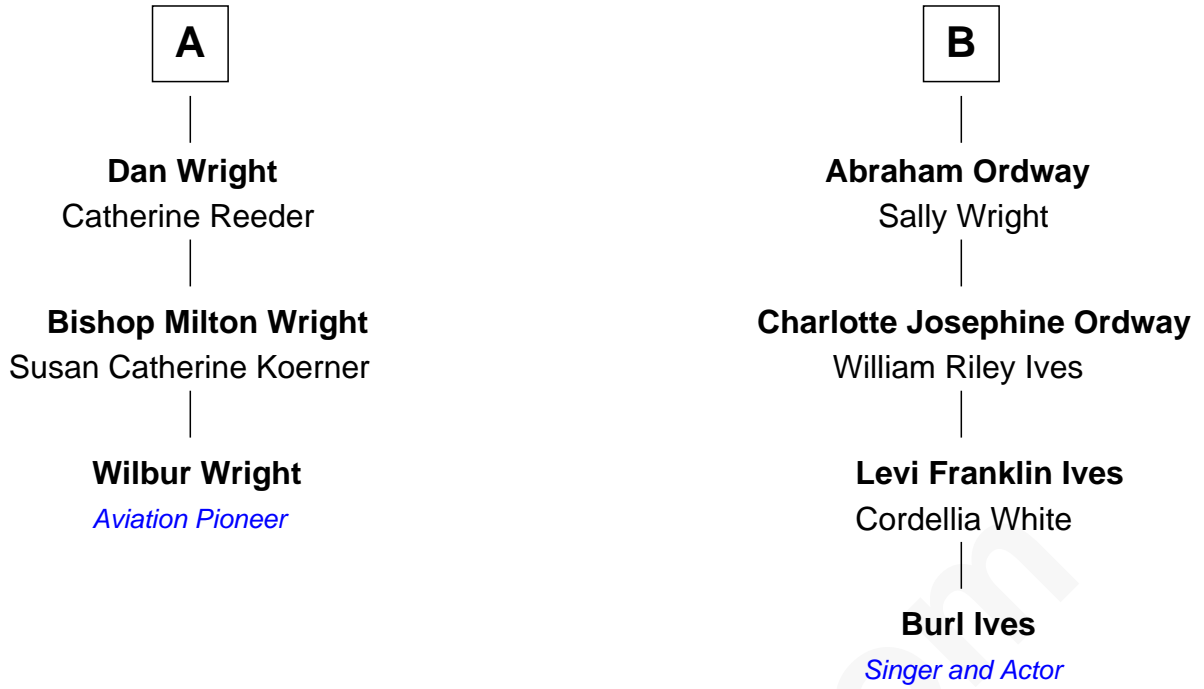 A
Dan Wright
Catherine Reeder
Bishop Milton Wright
Susan Catherine Koerner
Wilbur Wright
Aviation Pioneer
B
Abraham Ordway
Sally Wright
Charlotte Josephine Ordway
William Riley Ives
Levi Franklin Ives
Cordellia White
Burl Ives
Singer and Actor